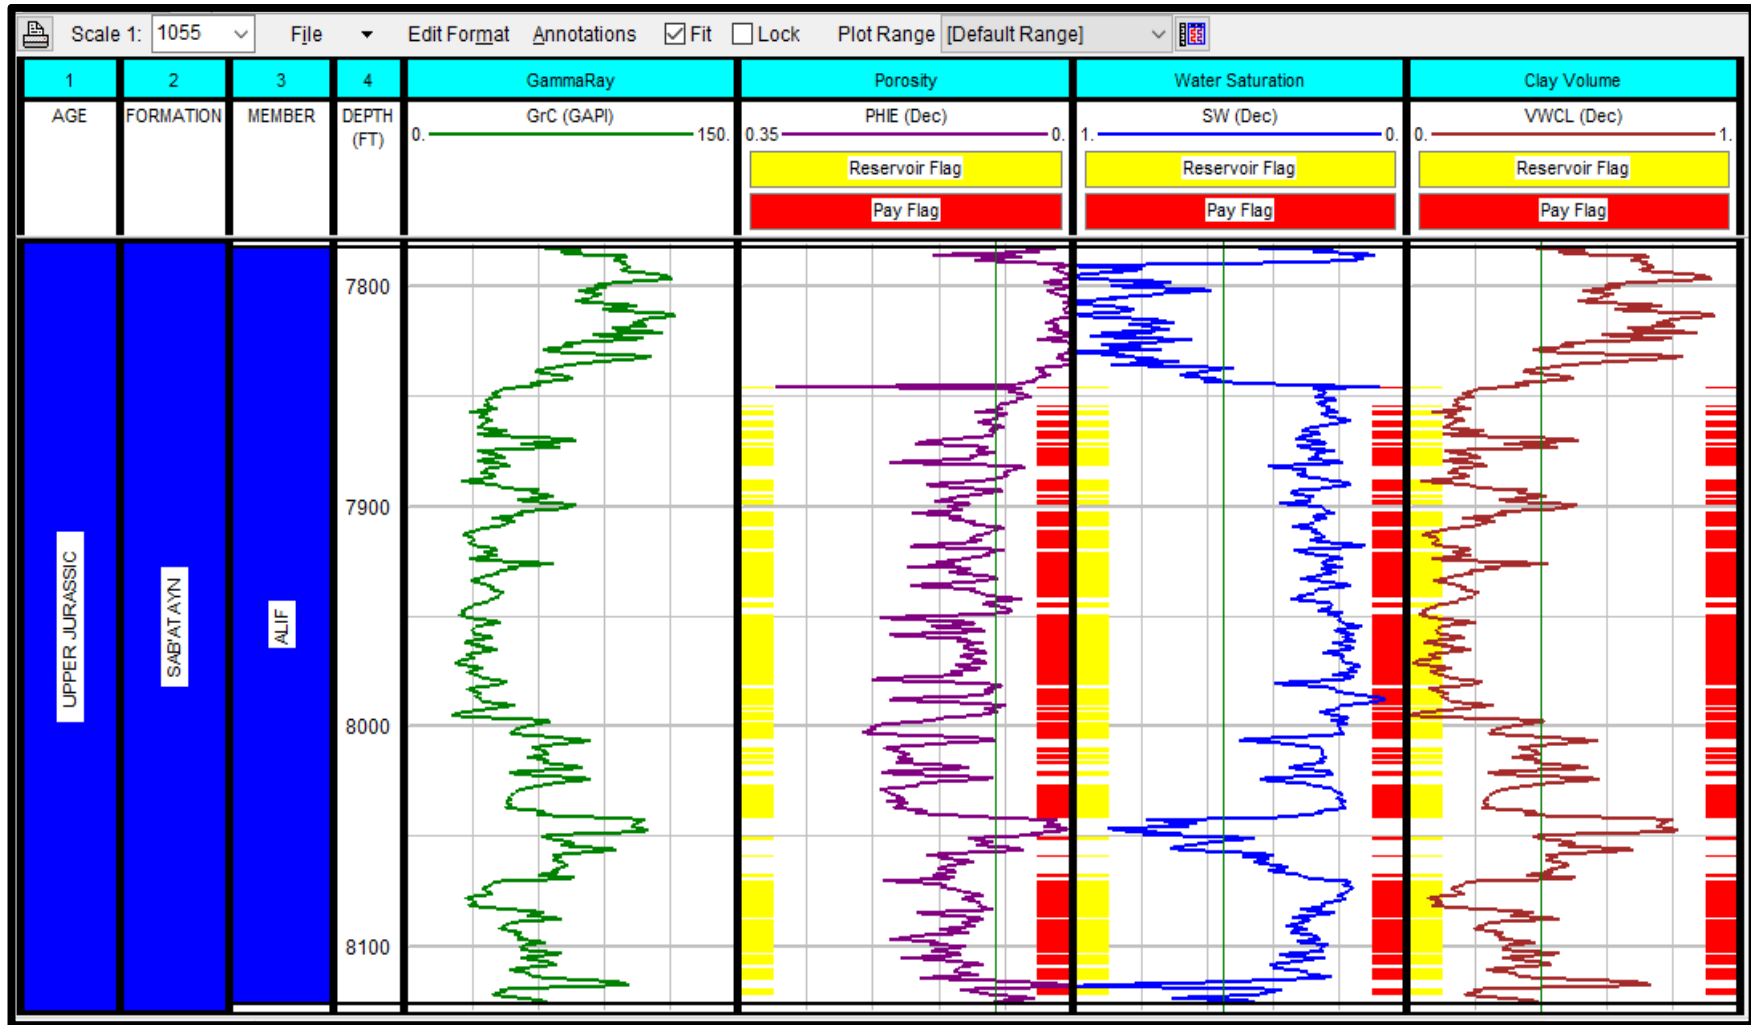 Scale 1: 1055 File Edit Format Annotations Fit Lock Plot Range [Default Range]
1 2 3 4 GammaRay Porosity Water Saturation Clay Volume
AGE FORMATION MEMBER DEPTH (FT) GrC (GAPI) PHIE (Dec) SW (Dec) VWCL (Dec)
0. 150. 0.35 0. 1. 0. 0. 1.
Reservoir Flag Reservoir Flag Reservoir Flag
Pay Flag Pay Flag Pay Flag
7800
7900
UPPER JURASSIC
SAB'AT AYN
ALIF
8000
8100